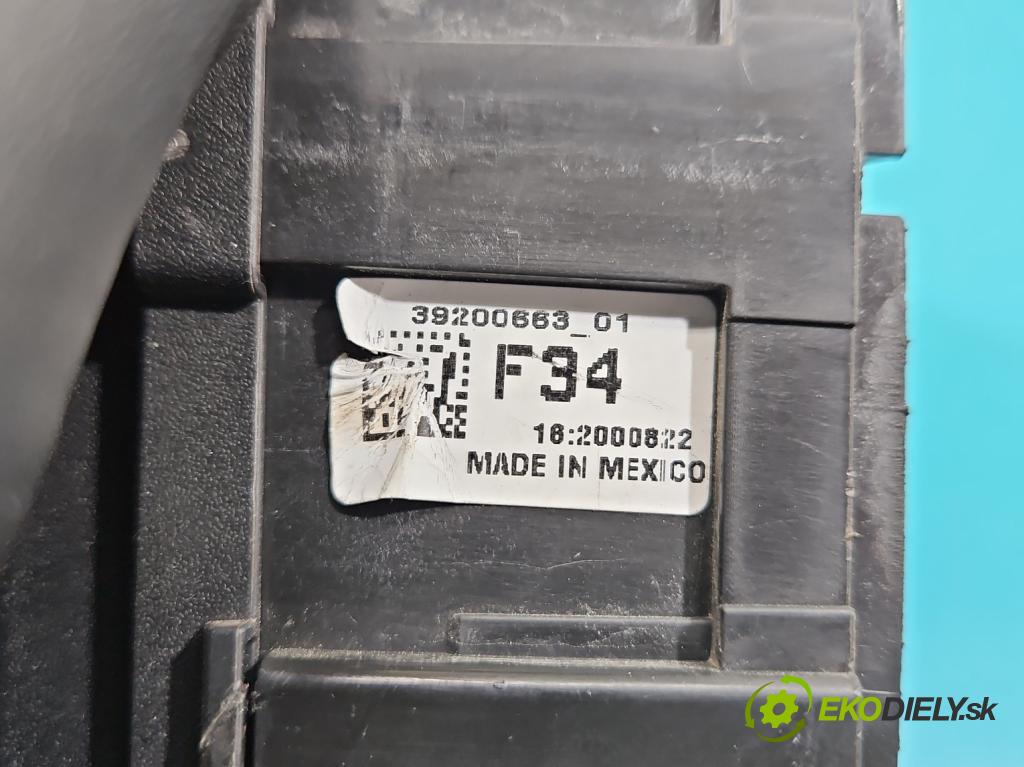 39200663_01
F34
16:2000822
MADE IN MEXICO
EKODIELY.sk